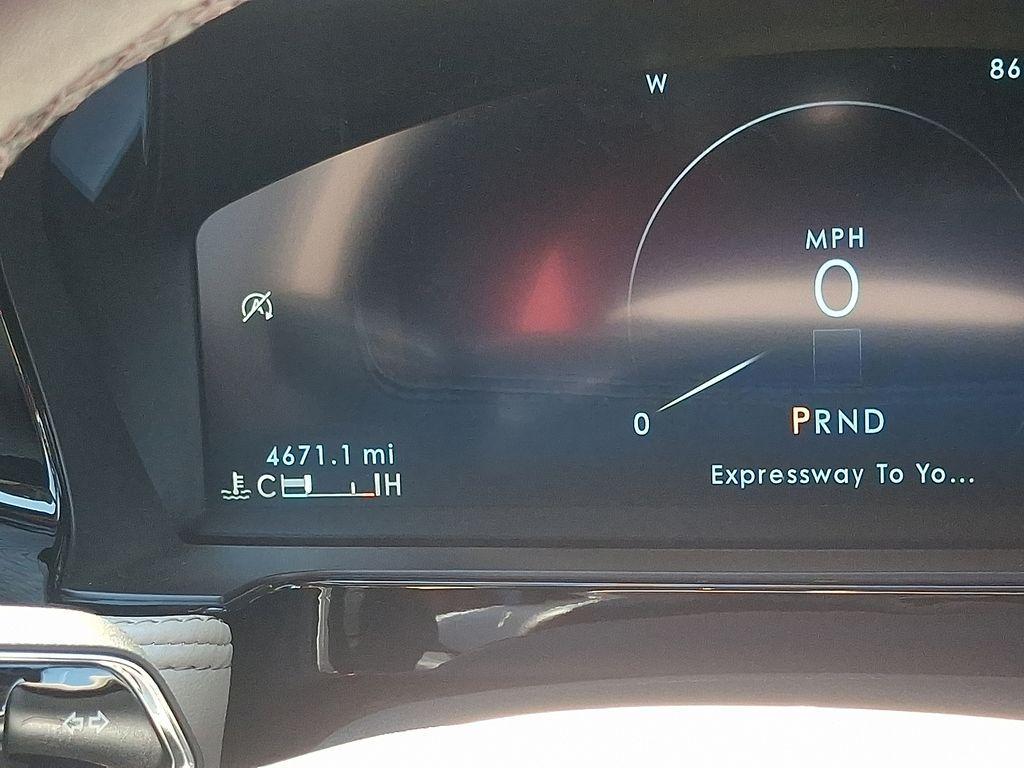 W
86
MPH
0
0
PRND
Expressway To Yo...
4671.1 mi
C H